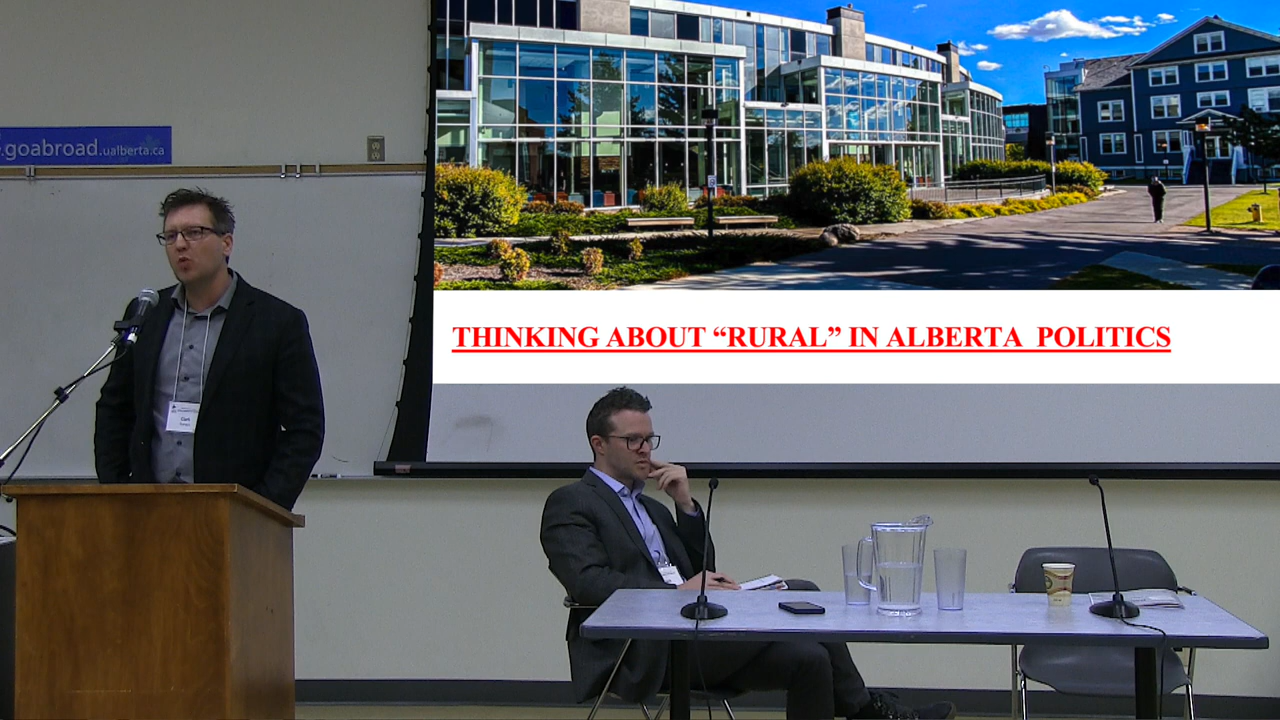 .goabroad.ualberta.ca
THINKING ABOUT “RURAL” IN ALBERTA POLITICS